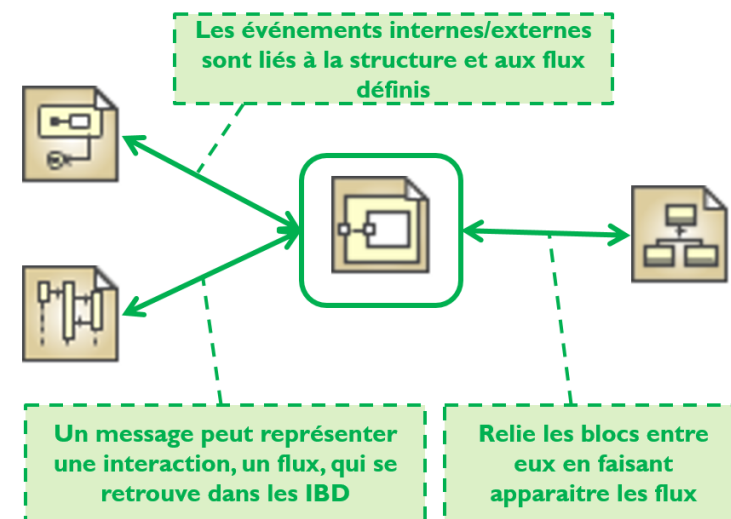 Les événements internes/externes
sont liés à la structure et aux flux
définis
Un message peut représenter
une interaction, un flux, qui se
retrouve dans les IBD
Relie les blocs entre
eux en faisant
apparaitre les flux